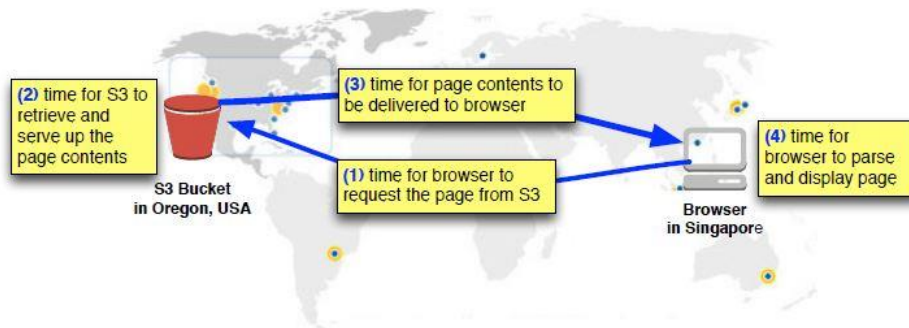 (2) time for S3 to
retrieve and
serve up the
page contents
(3) time for page contents to
be delivered to browser
(4) time for
browser to parse
and display page
(1) time for browser to
request the page from S3
S3 Bucket
in Oregon, USA
Browser
in Singapore